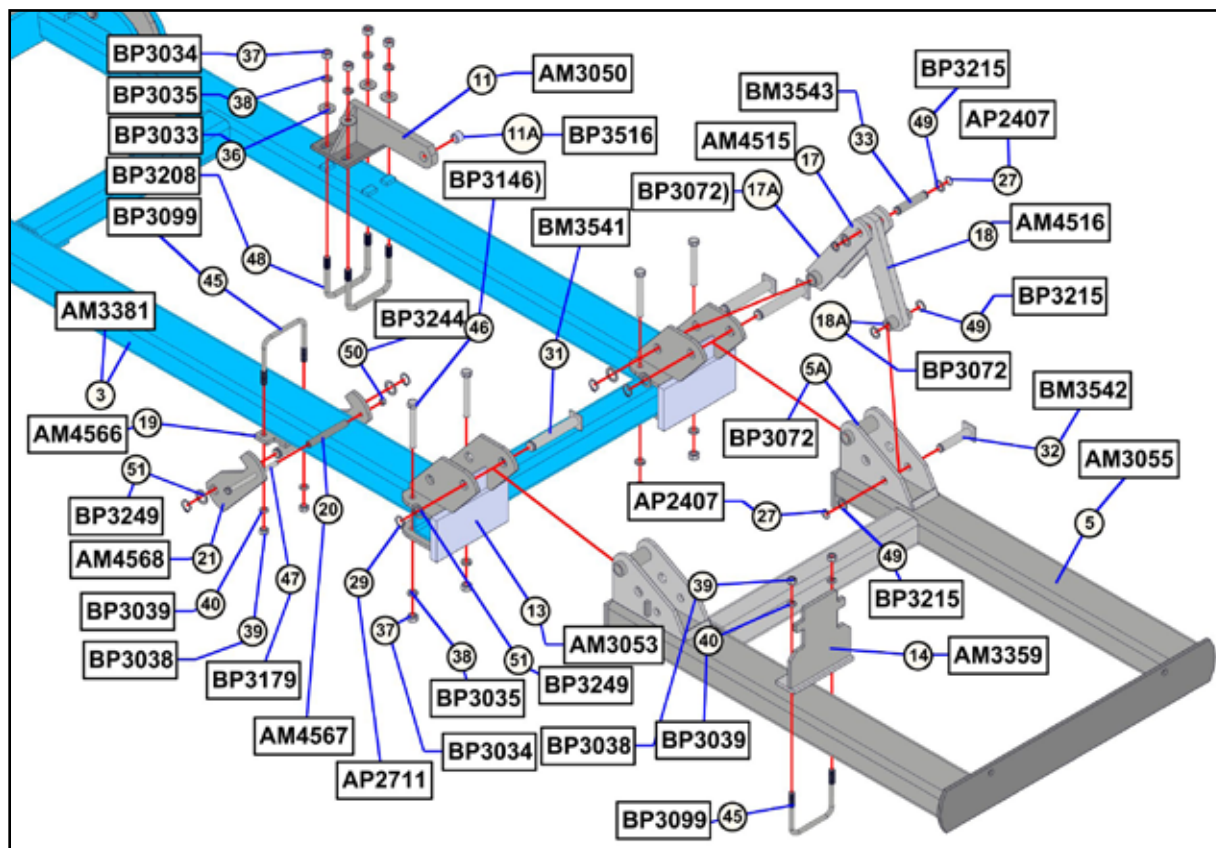 BP3034
37
BP3035
38
BP3033
36
BP3208
BP3099
48
45
11
AM3050
11A
BP3516
BP3146)
BM3541
BP3244
46
50
31
BP3215
BM3543
49
AP2407
AM4515
33
27
17
BP3072)
17A
AM4516
18
BP3215
49
18A
BP3072
5A
BM3542
BP3072
32
AM3055
5
AM3381
3
AM4566
19
51
BP3249
20
AM4568
21
BP3039
40
47
39
BP3038
BP3179
AM4567
29
AP2711
AP2407
27
49
BP3215
13
AM3053
37
38
51
BP3249
BP3035
BP3034
39
40
14
AM3359
BP3038
BP3039
BP3099
45